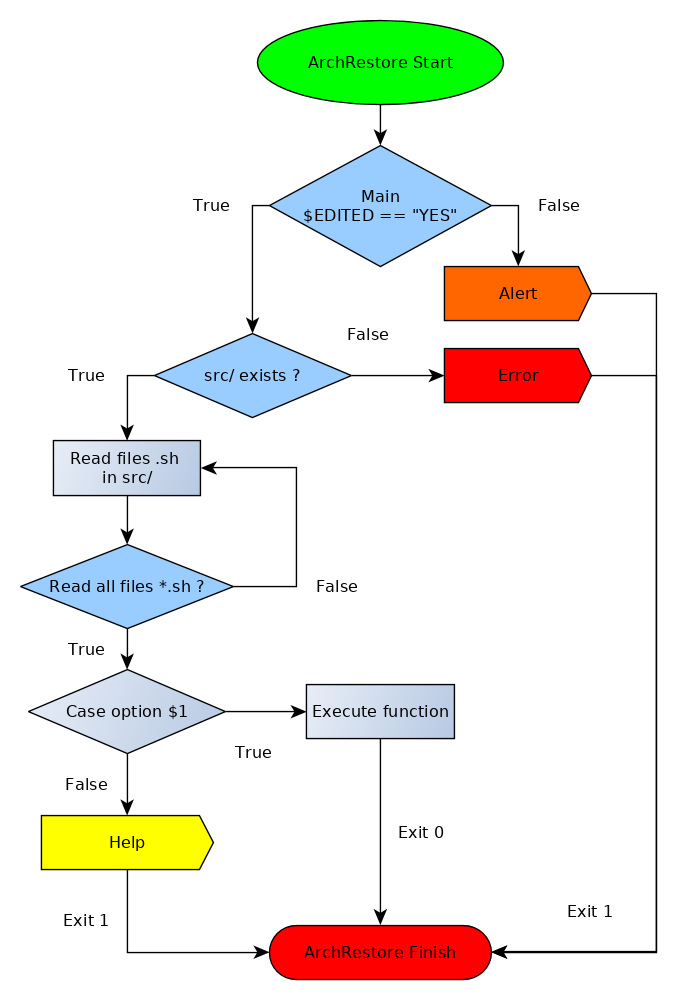 ArchRestore Start
Main
$EDITED == "YES"
True
False
Alert
False
src/ exists ?
True
Error
Read files .sh
in src/
Read all files *.sh ?
False
True
Case option $1
Execute function
True
False
Exit 0
Help
Exit 1
Exit 1
ArchRestore Finish